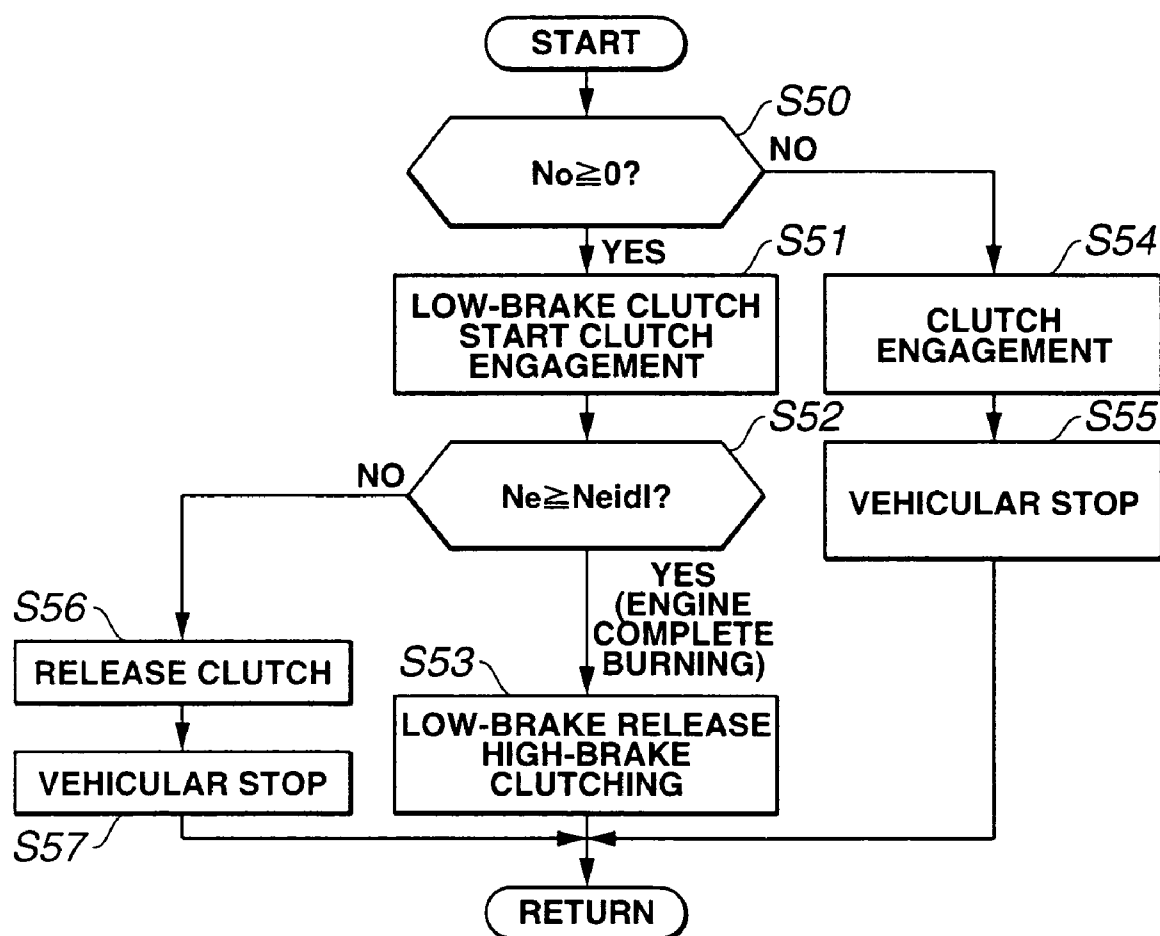 START
S50
No≧0?
NO
YES
S51
LOW-BRAKE CLUTCH
START CLUTCH
ENGAGEMENT
S54
CLUTCH
ENGAGEMENT
S52
Ne≧Neidl?
NO
S55
VEHICULAR STOP
YES
(ENGINE
COMPLETE
BURNING)
S56
RELEASE CLUTCH
S53
LOW-BRAKE RELEASE
HIGH-BRAKE
CLUTCHING
VEHICULAR STOP
S57
RETURN